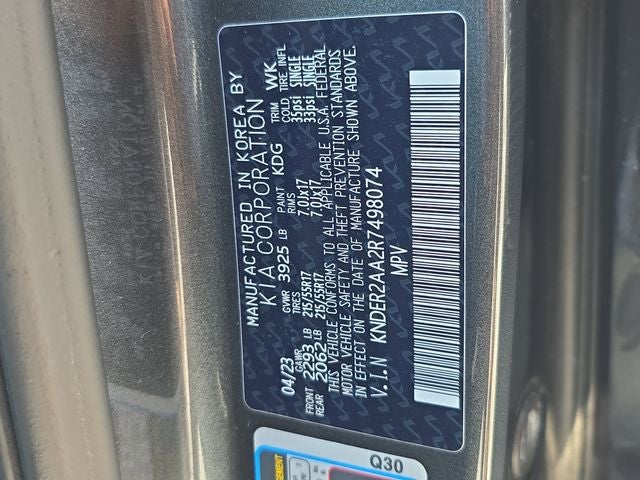 MANUFACTURED IN KOREA BY
KIA CORPORATION
04/23 GVWR 3925 LB PAINT KDG TRIM WK
GAWR TIRES RIMS COLD TIRE INFL
FRONT 2293 LB 215/55R17 7.0JX17 35psi SINGLE
REAR 2062 LB 215/55R17 7.0JX17 33psi SINGLE
THIS VEHICLE CONFORMS TO ALL APPLICABLE U.S.A. FEDERAL
MOTOR VEHICLE SAFETY AND THEFT PREVENTION STANDARDS
IN EFFECT ON THE DATE OF MANUFACTURE SHOWN ABOVE.
V.I.N KNDER2AA2R7498074
MPV
Q30